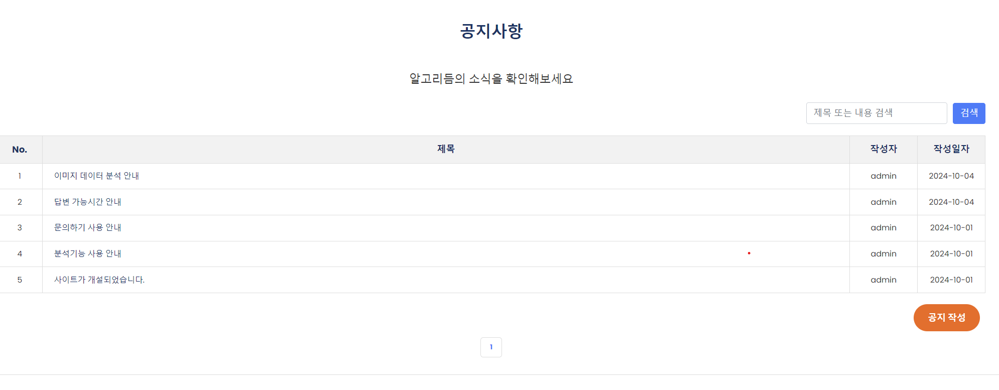 공지사항
알고리듬의 소식을 확인해보세요
제목 또는 내용 검색 검색
No. 제목 작성자 작성일자
1 이미지 데이터 분석 안내 admin 2024-10-04
2 답변 가능시간 안내 admin 2024-10-04
3 문의하기 사용 안내 admin 2024-10-01
4 분석기능 사용 안내 admin 2024-10-01
5 사이트가 개설되었습니다. admin 2024-10-01
공지 작성
1